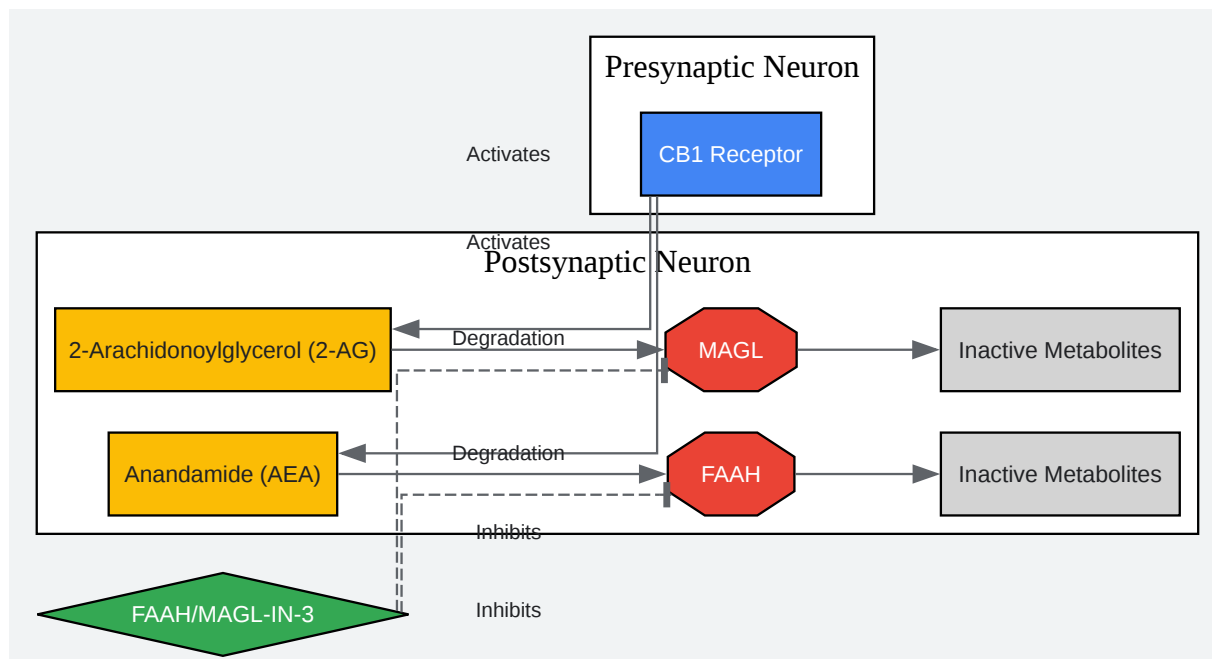 Presynaptic Neuron
Activates
CB1 Receptor
Activates
Postsynaptic Neuron
Degradation
2-Arachidonoylglycerol (2-AG)
MAGL
Inactive Metabolites
Degradation
Anandamide (AEA)
FAAH
Inactive Metabolites
Inhibits
FAAH/MAGL-IN-3
Inhibits